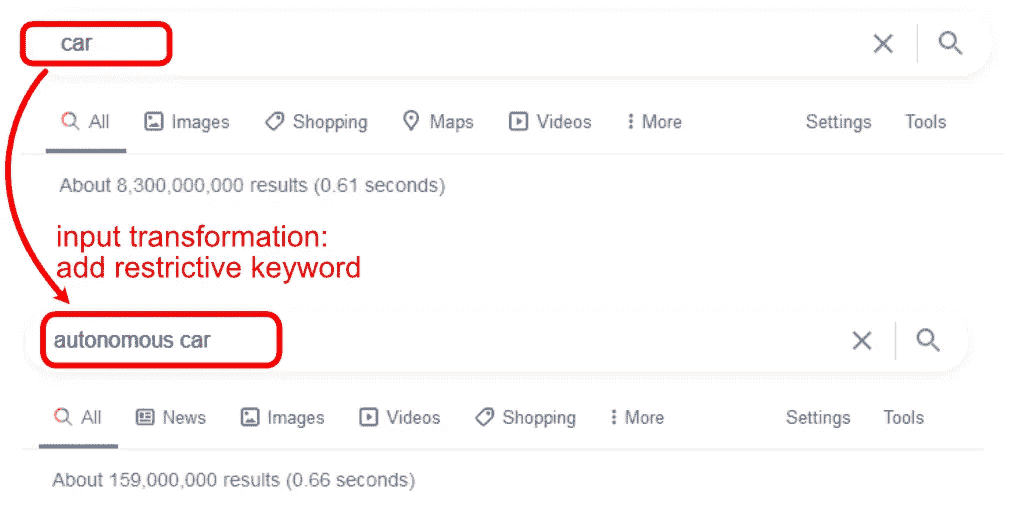 car
All Images Shopping Maps Videos More Settings Tools
About 8,300,000,000 results (0.61 seconds)
input transformation:
add restrictive keyword
autonomous car
All News Images Videos Shopping More Settings Tools
About 159,000,000 results (0.66 seconds)